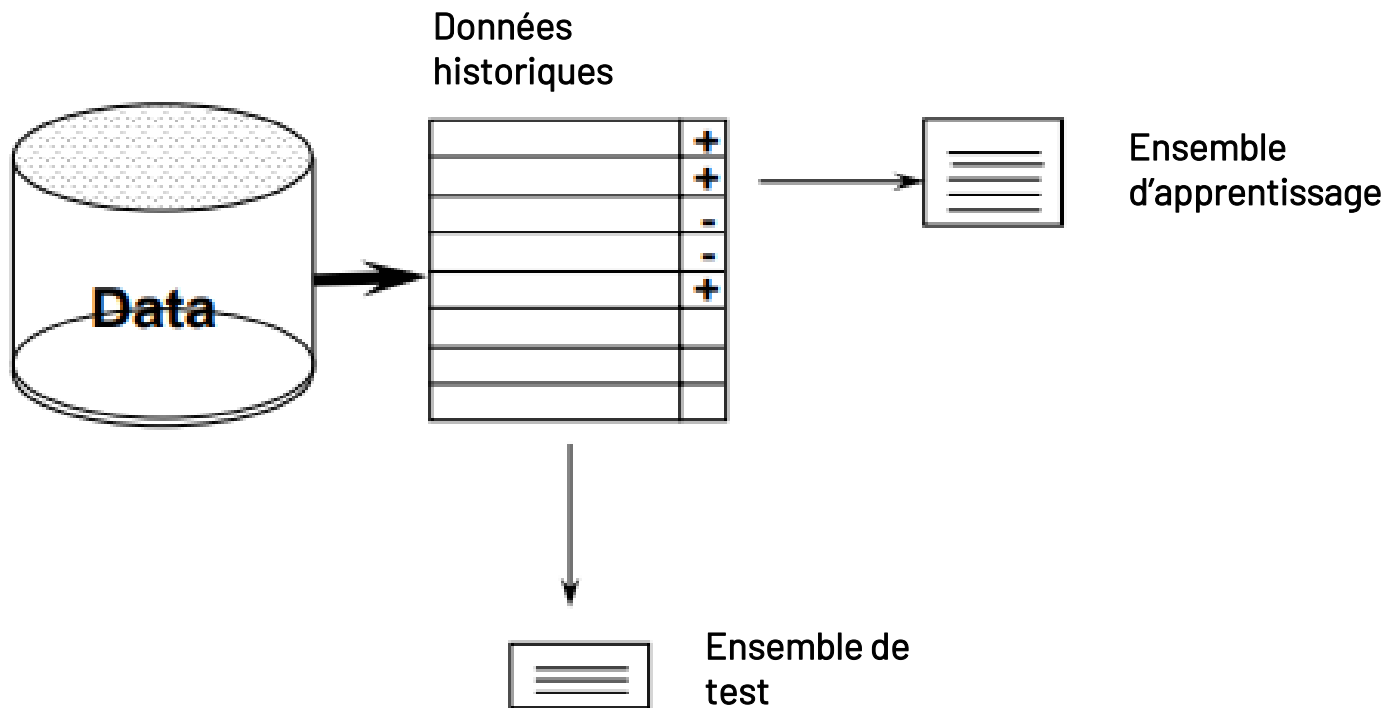 Données
historiques
+
+
-
-
+
Data
Ensemble
d’apprentissage
Ensemble de
test